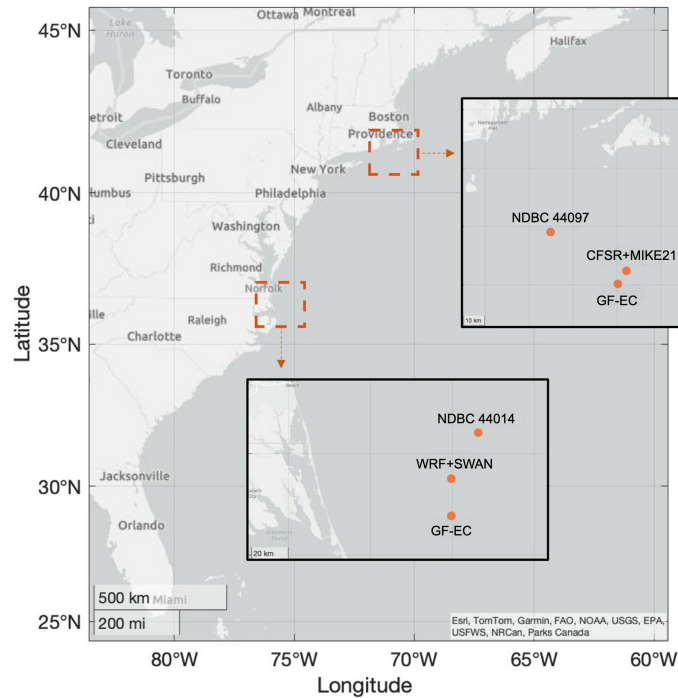 45°N
40°N
35°N
30°N
25°N
80°W
75°W
70°W
65°W
60°W
Latitude
Longitude
Lake
Huron
Ottawa
Montreal
Halifax
Toronto
Buffalo
Albany
Boston
Providence
etroit
Cleveland
New York
Pittsburgh
Philadelphia
lumbus
Washington
ti
Richmond
Norfolk
ille
Raleigh
Charlotte
Jacksonville
Orlando
Miami
NDBC 44097
CFSR+MIKE21
GF-EC
10 km
NDBC 44014
WRF+SWAN
GF-EC
20 km
500 km
200 mi
Esri, TomTom, Garmin, FAO, NOAA, USGS, EPA,
USFWS, NRCan, Parks Canada